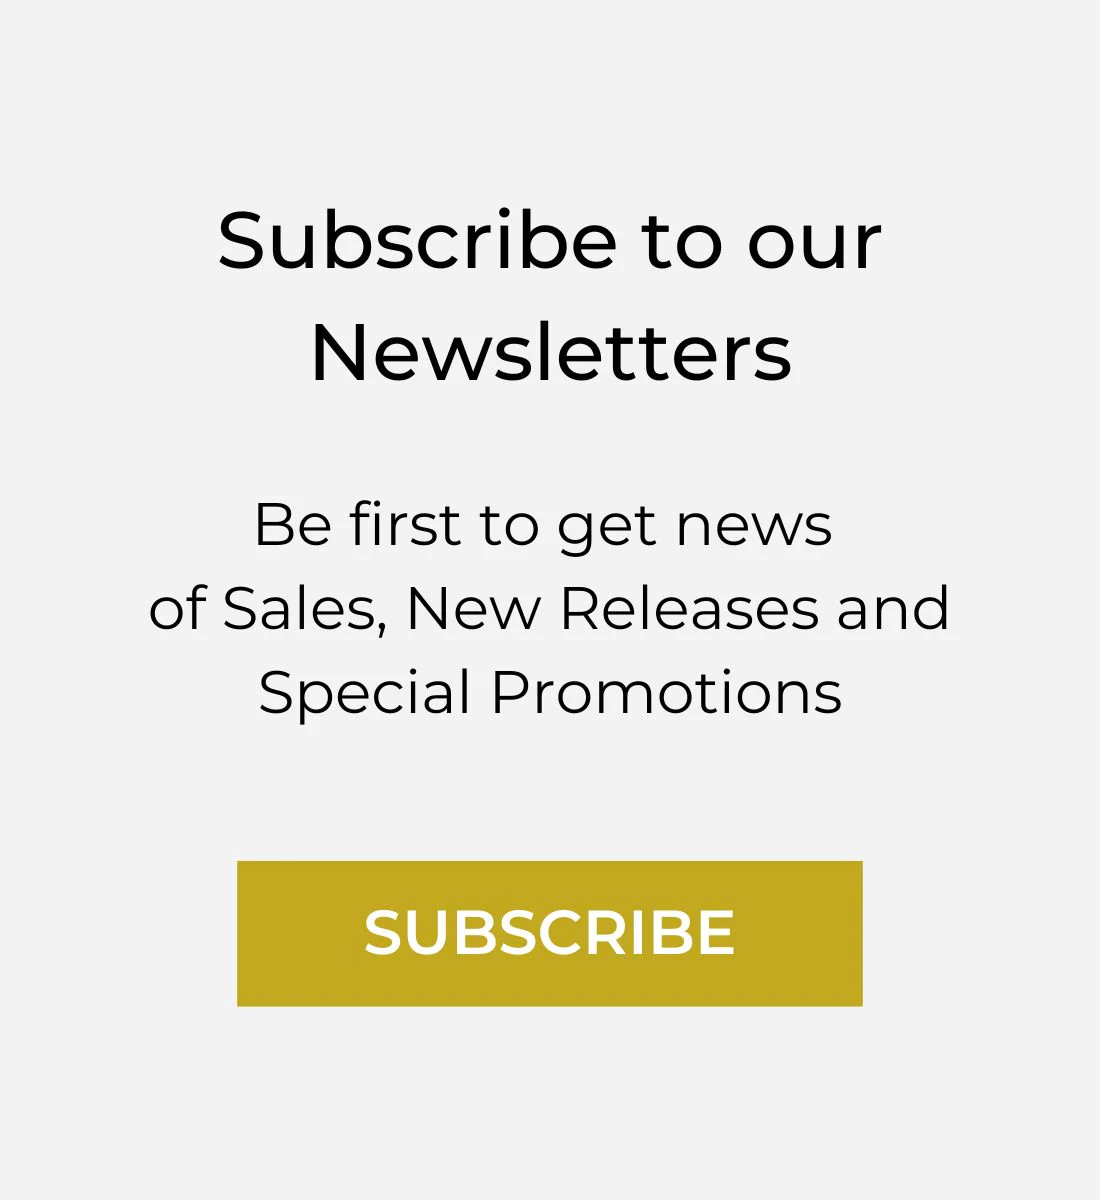 Subscribe to our
Newsletters
Be first to get news
of Sales, New Releases and
Special Promotions
SUBSCRIBE